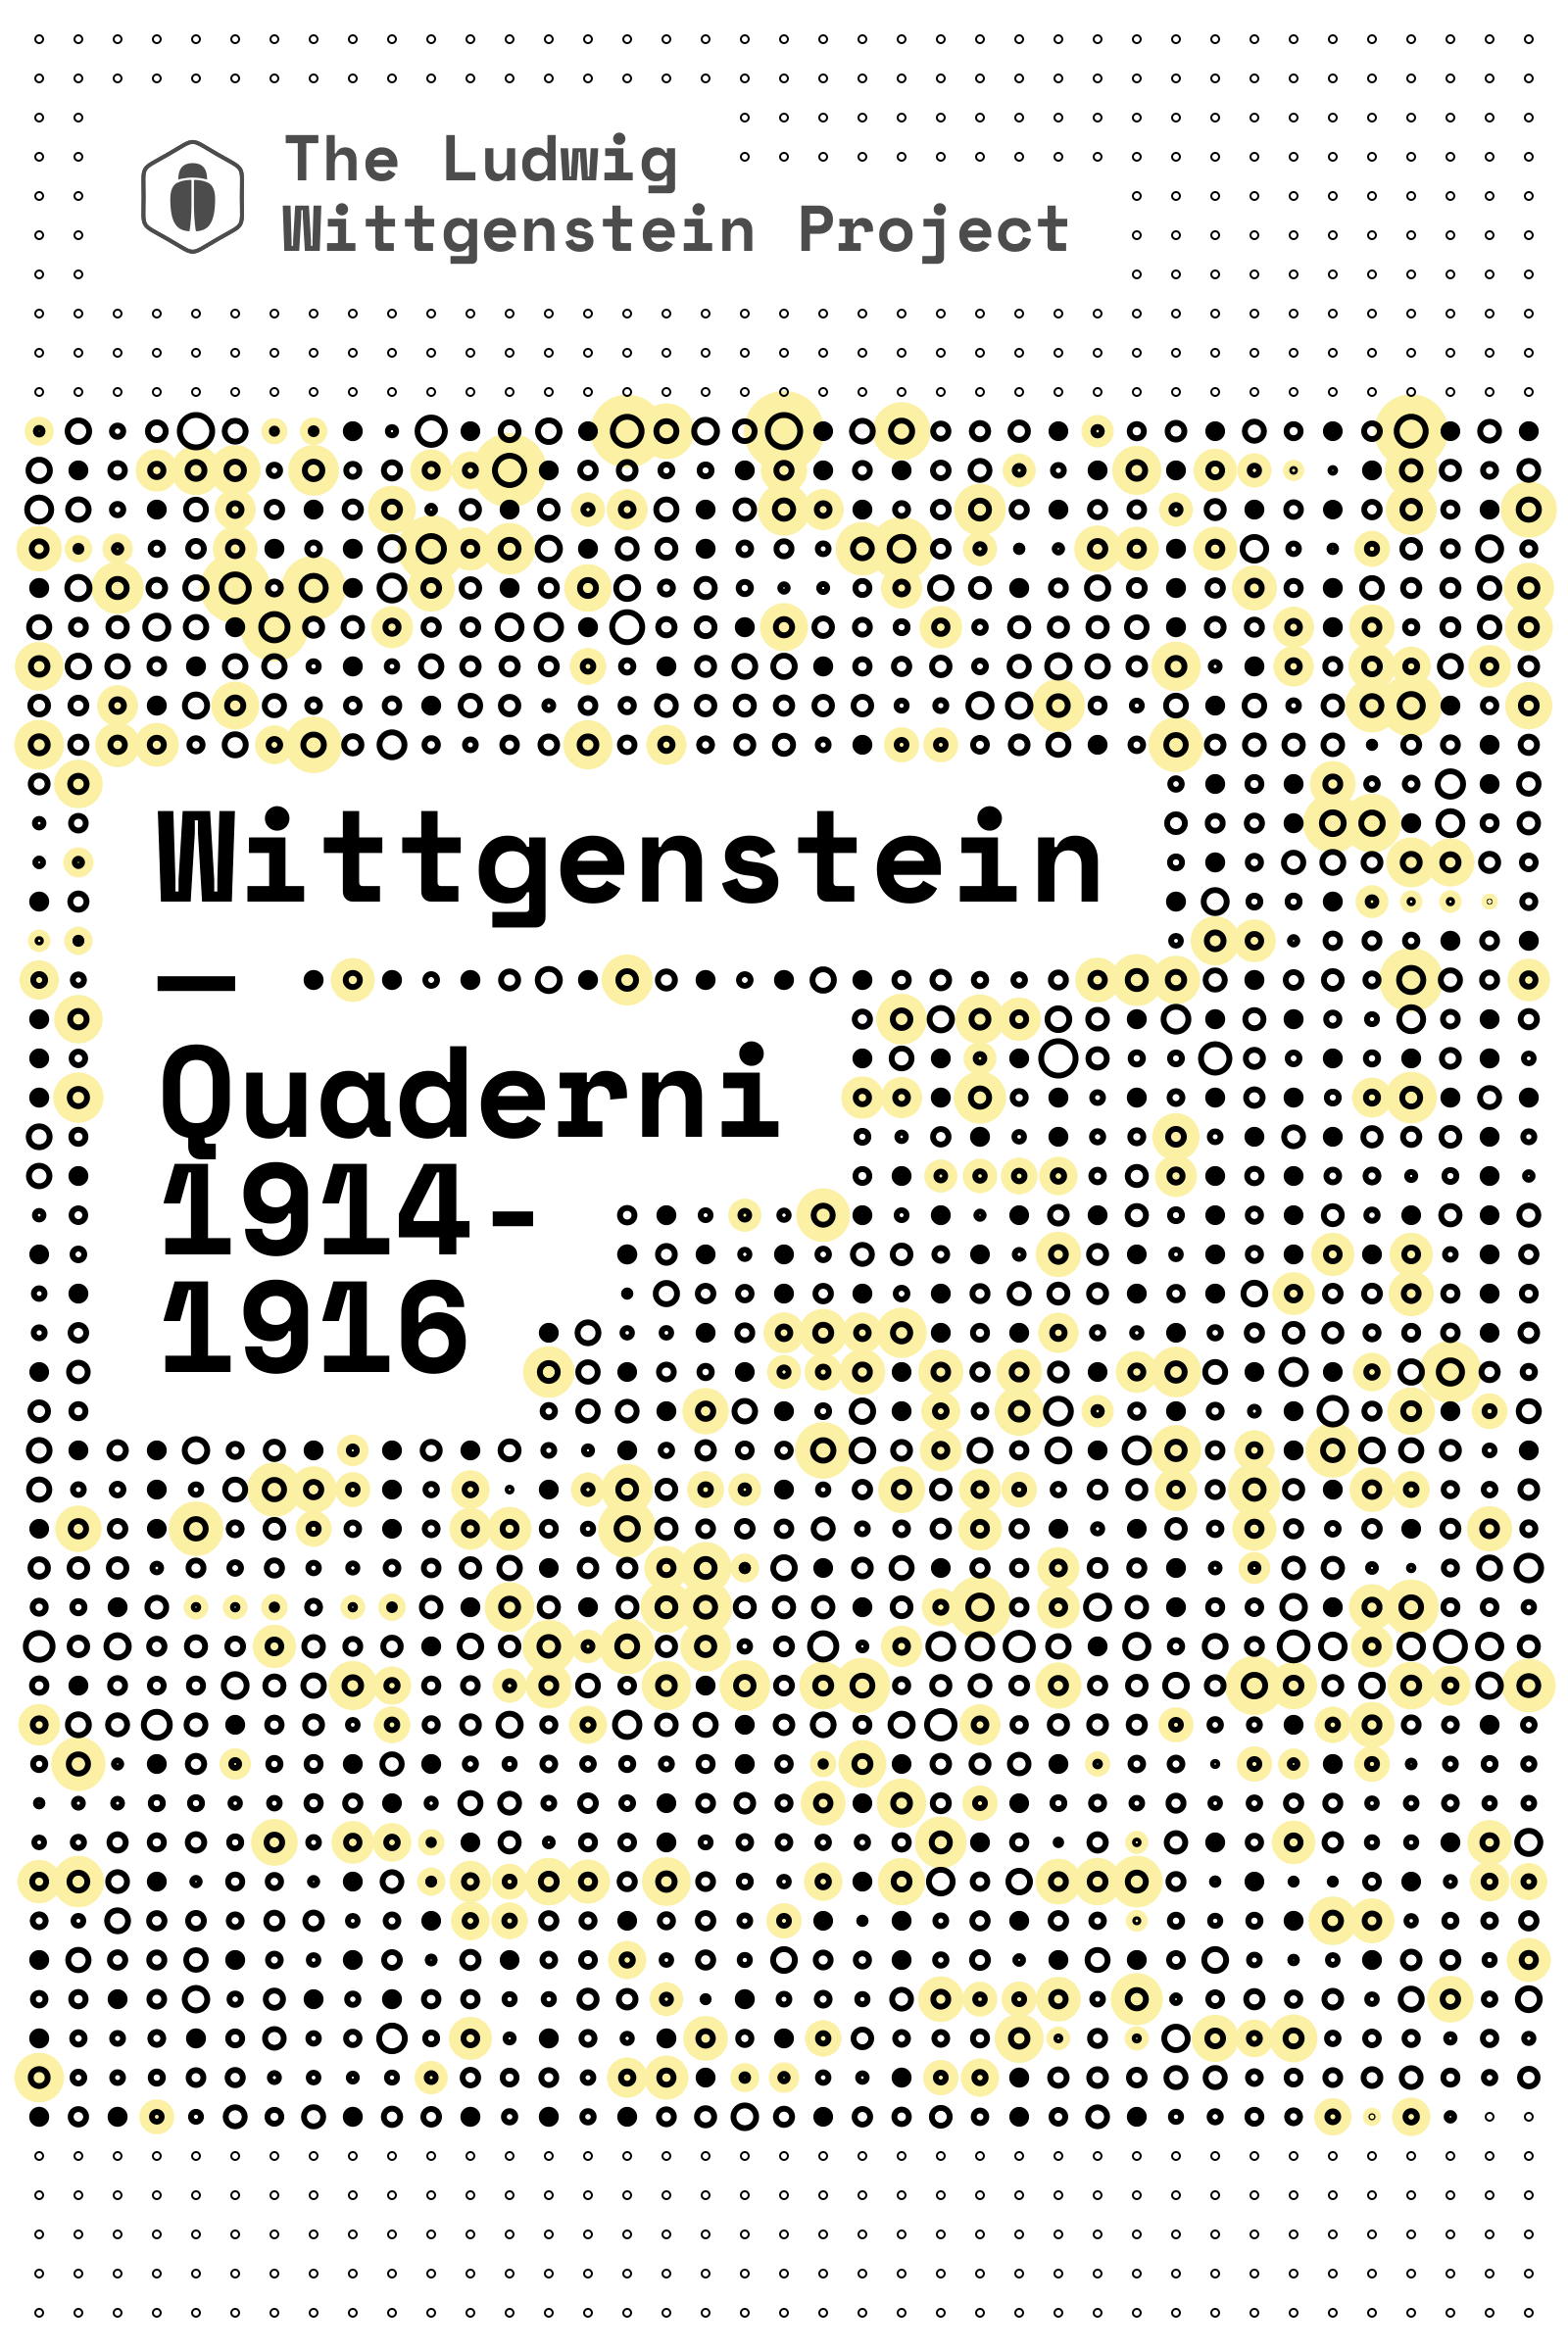 The Ludwig
Wittgenstein Project
Wittgenstein
—
Quaderni
1914-
1916